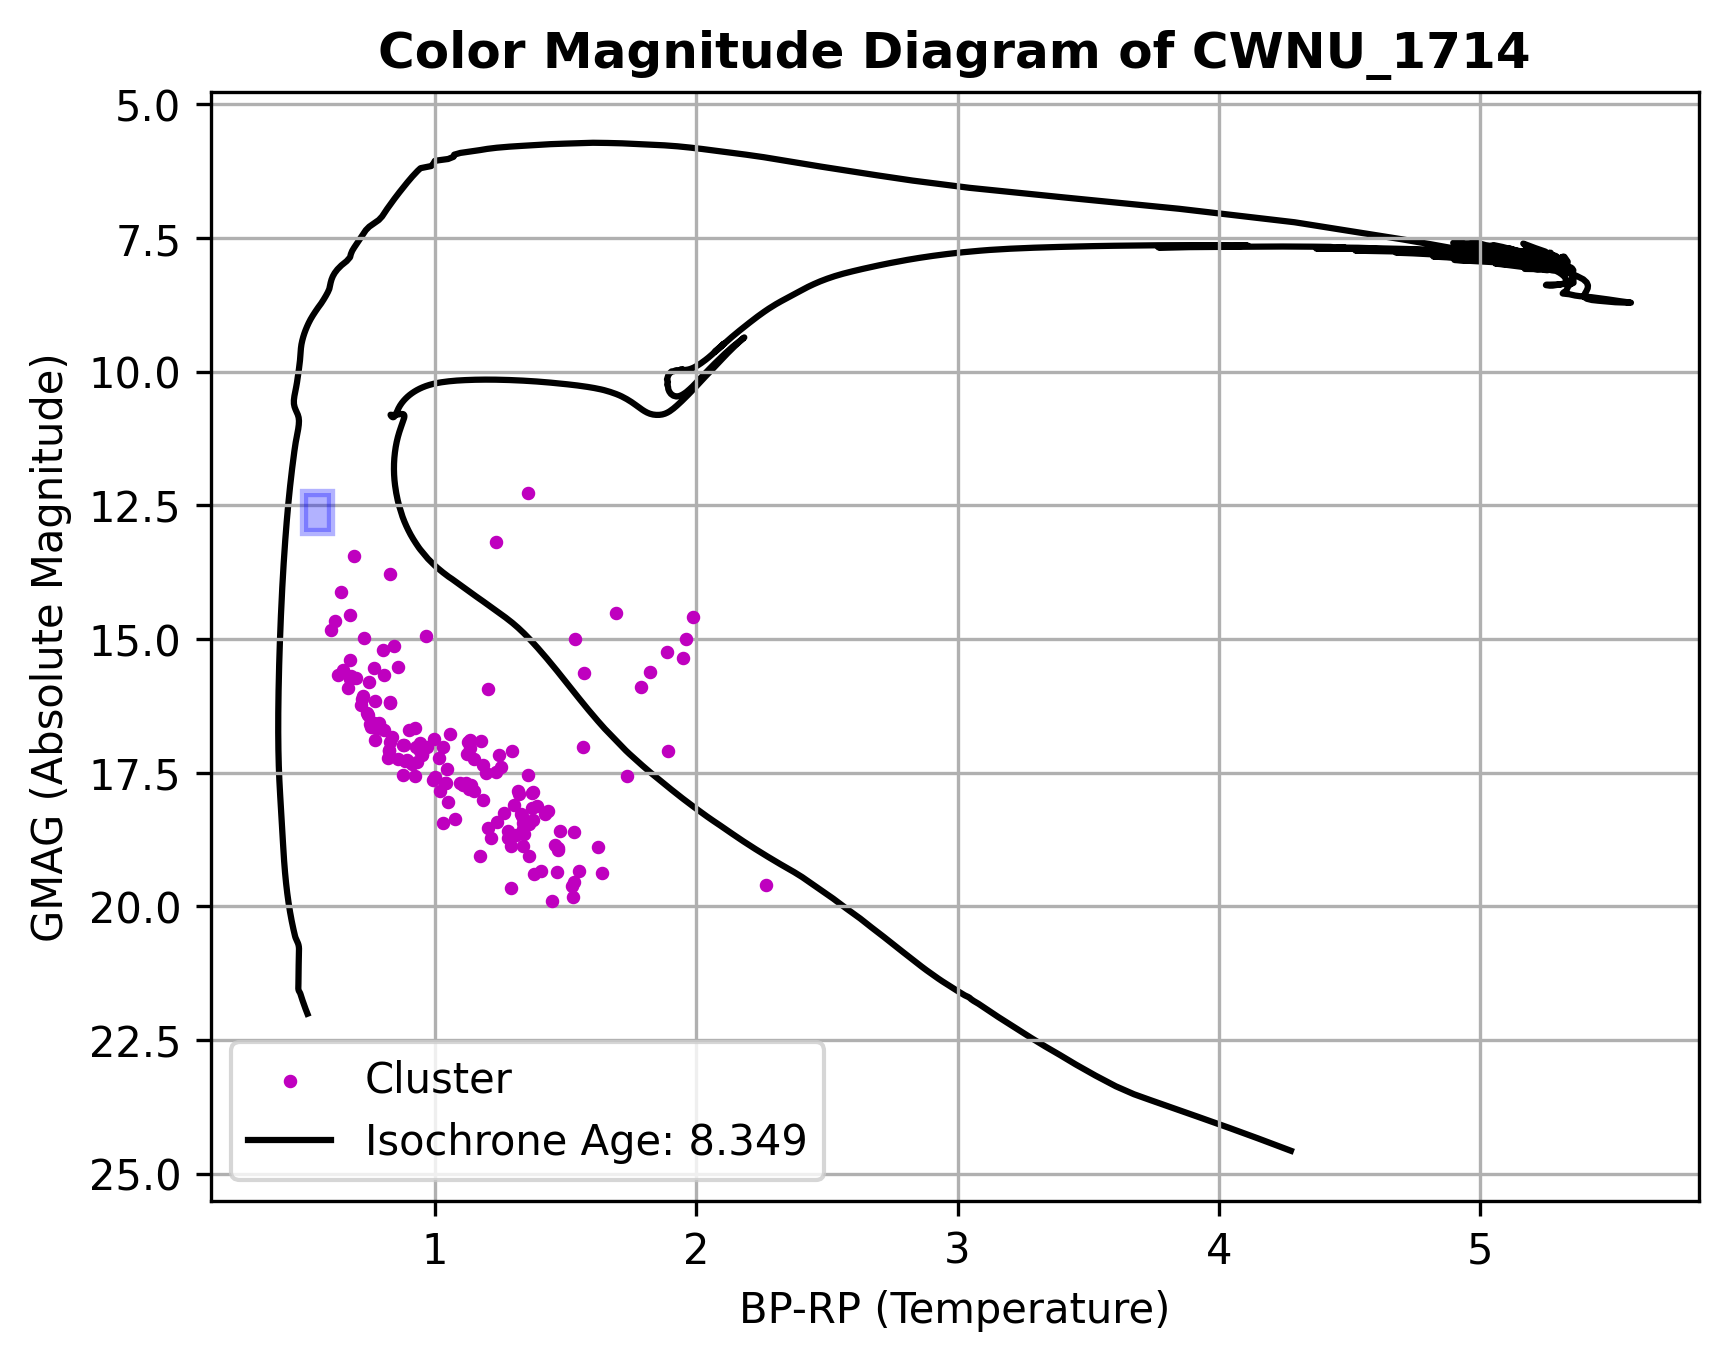 Color Magnitude Diagram of CWNU_1714
GMAG (Absolute Magnitude)
5.0
7.5
10.0
12.5
15.0
17.5
20.0
22.5
25.0
Cluster
Isochrone Age: 8.349
1 2 3 4 5
BP-RP (Temperature)